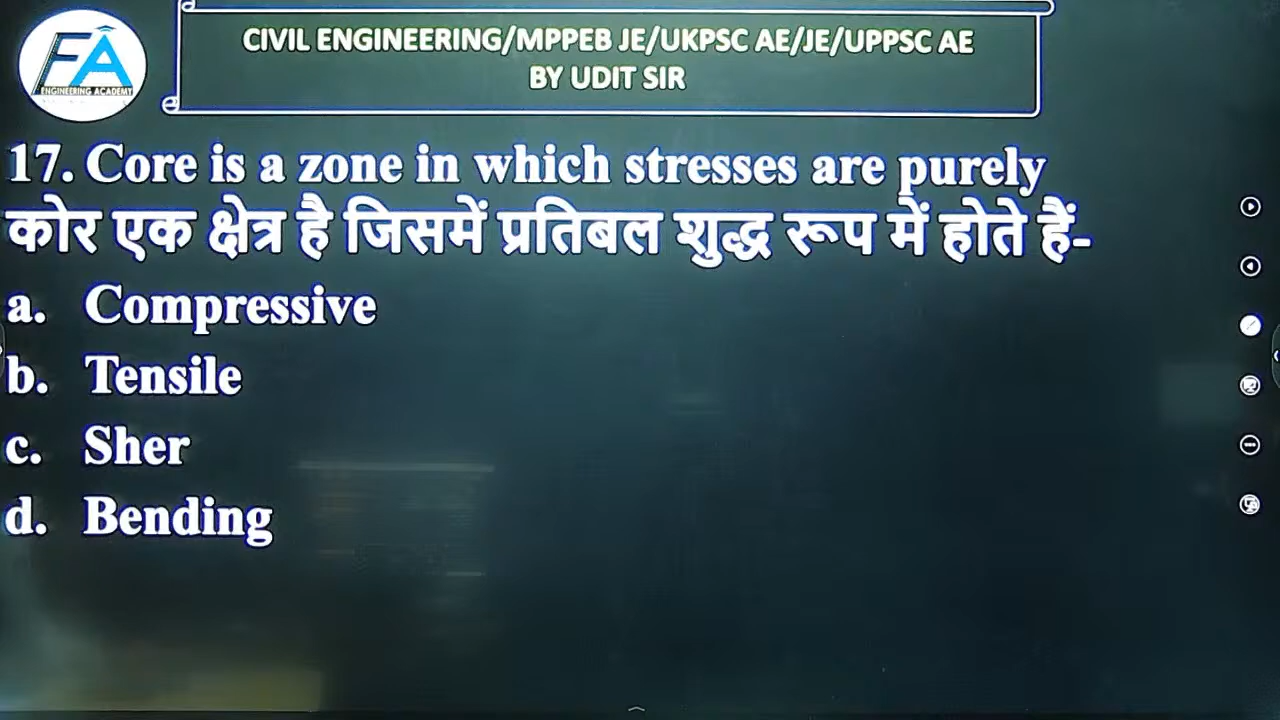 FA
ENGINEERING ACADEMY
CIVIL ENGINEERING/MPPEB JE/UKPSC AE/JE/UPPSC AE
BY UDIT SIR
17. Core is a zone in which stresses are purely
कोर एक क्षेत्र है जिसमें प्रतिबल शुद्ध रूप में होते हैं-
a. Compressive
b. Tensile
c. Sher
d. Bending